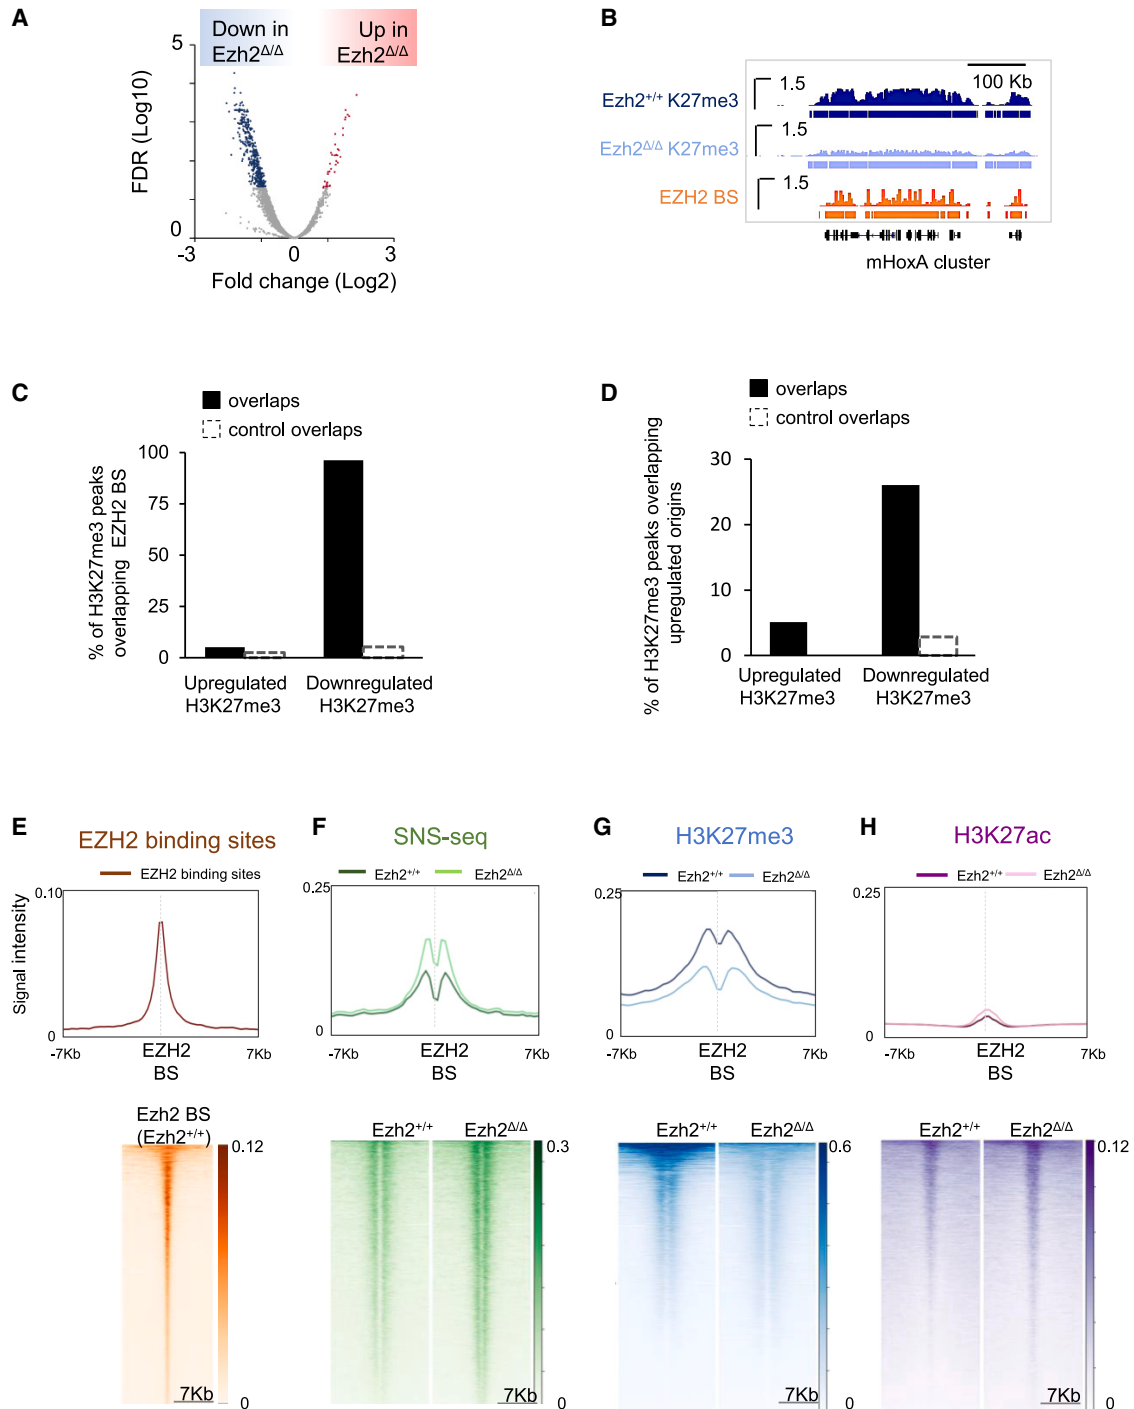 A
Down in
Ezh2Δ/Δ
Up in
Ezh2Δ/Δ
5
0
-3
0
3
FDR (Log10)
Fold change (Log2)
B
100 Kb
Ezh2+/+ K27me3
1.5
Ezh2Δ/Δ K27me3
1.5
EZH2 BS
1.5
mHoxA cluster
C
overlaps
control overlaps
% of H3K27me3 peaks
overlapping EZH2 BS
100
75
50
25
0
Upregulated
H3K27me3
Downregulated
H3K27me3
D
overlaps
control overlaps
% of H3K27me3 peaks overlapping
upregulated origins
30
20
10
0
Upregulated
H3K27me3
Downregulated
H3K27me3
E
EZH2 binding sites
EZH2 binding sites
0.10
Signal intensity
0
-7Kb
EZH2
BS
7Kb
Ezh2 BS
(Ezh2+/+)
0.12
7Kb
0
F
SNS-seq
Ezh2+/+
Ezh2Δ/Δ
0.25
0
-7Kb
EZH2
BS
7Kb
Ezh2+/+
Ezh2Δ/Δ
0.3
7Kb
0
G
H3K27me3
Ezh2+/+
Ezh2Δ/Δ
0.25
0
-7Kb
EZH2
BS
7Kb
Ezh2+/+
Ezh2Δ/Δ
0.6
7Kb
0
H
H3K27ac
Ezh2+/+
Ezh2Δ/Δ
0.25
0
-7Kb
EZH2
BS
7Kb
Ezh2+/+
Ezh2Δ/Δ
0.12
7Kb
0